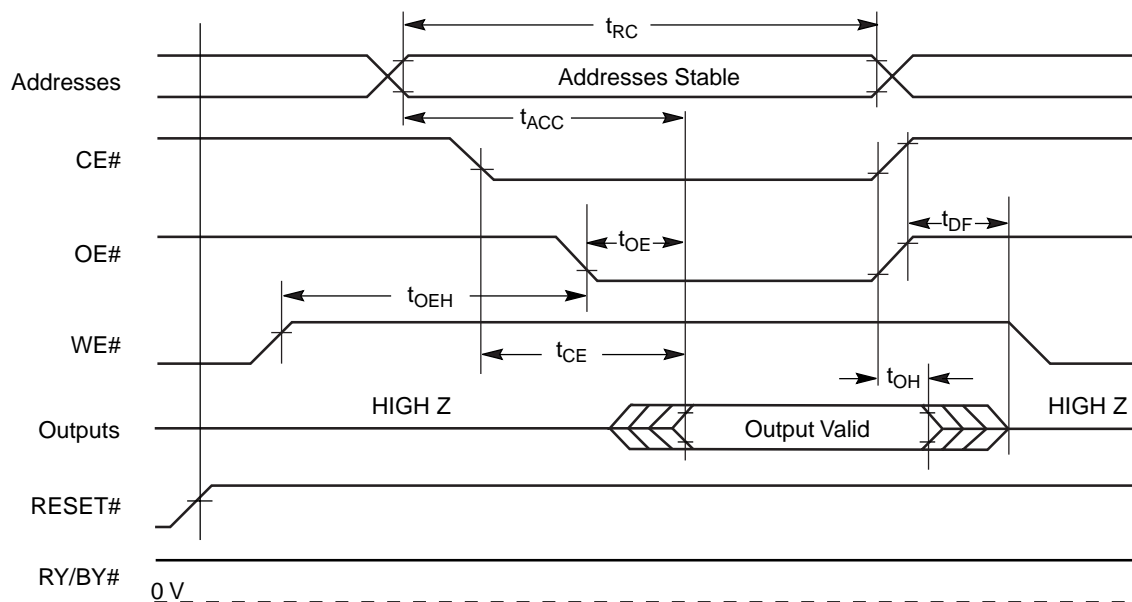 tRC
Addresses
Addresses Stable
tACC
CE#
tDF
OE#
tOE
tOEH
WE#
tCE
tOH
HIGH Z
HIGH Z
Outputs
Output Valid
RESET#
RY/BY#
0 V